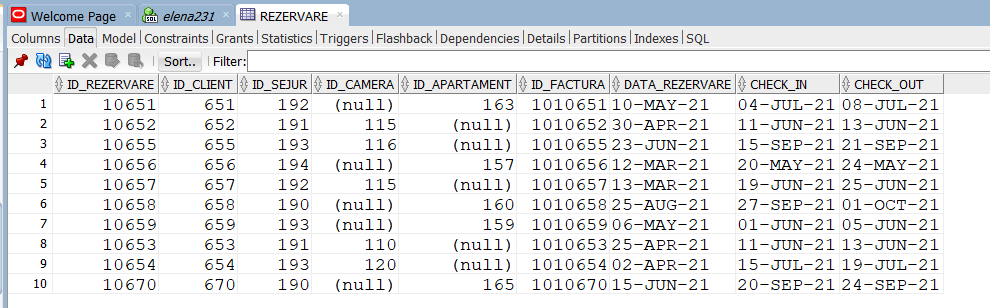 Welcome Page elena231 REZERVARE
Columns Data Model Constraints Grants Statistics Triggers Flashback Dependencies Details Partitions Indexes SQL
Sort.. Filter:
ID_REZERVARE ID_CLIENT ID_SEJUR ID_CAMERA ID_APARTAMENT ID_FACTURA DATA_REZERVARE CHECK_IN CHECK_OUT
1 10651 651 192 (null) 163 1010651 10-MAY-21 04-JUL-21 08-JUL-21
2 10652 652 191 115 (null) 1010652 30-APR-21 11-JUN-21 13-JUN-21
3 10655 655 193 116 (null) 1010655 23-JUN-21 15-SEP-21 21-SEP-21
4 10656 656 194 (null) 157 1010656 12-MAR-21 20-MAY-21 24-MAY-21
5 10657 657 192 115 (null) 1010657 13-MAR-21 19-JUN-21 25-JUN-21
6 10658 658 190 (null) 160 1010658 25-AUG-21 27-SEP-21 01-OCT-21
7 10659 659 193 (null) 159 1010659 06-MAY-21 01-JUN-21 05-JUN-21
8 10653 653 191 110 (null) 1010653 25-APR-21 11-JUN-21 13-JUN-21
9 10654 654 193 120 (null) 1010654 02-APR-21 15-JUL-21 19-JUL-21
10 10670 670 190 (null) 165 1010670 15-JUN-21 20-SEP-21 24-SEP-21